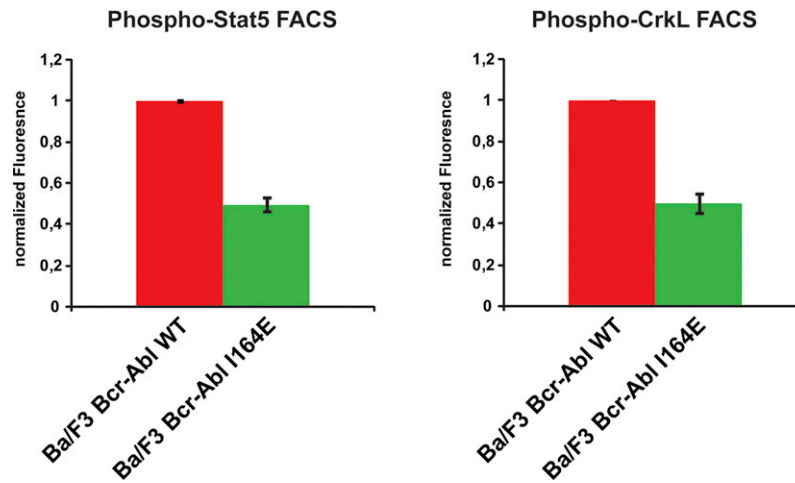 Phospho-Stat5 FACS
1,2
1
0,8
0,6
0,4
0,2
0
normalized Fluoresnce
Ba/F3 Bcr-Abl WT
Ba/F3 Bcr-Abl I164E
Phospho-CrkL FACS
1,2
1
0,8
0,6
0,4
0,2
0
normalized Fluoresnce
Ba/F3 Bcr-Abl WT
Ba/F3 Bcr-Abl I164E